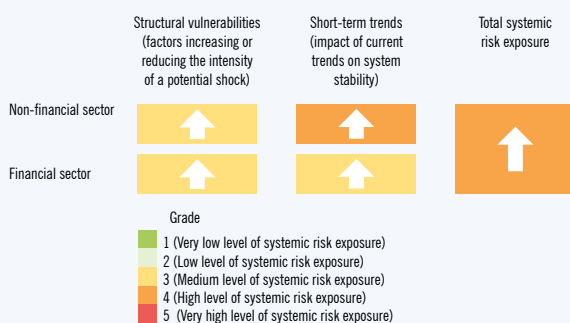 Structural vulnerabilities
(factors increasing or
reducing the intensity
of a potential shock)
Short-term trends
(impact of current
trends on system
stability)
Total systemic
risk exposure
Non-financial sector
Financial sector
Grade
1 (Very low level of systemic risk exposure)
2 (Low level of systemic risk exposure)
3 (Medium level of systemic risk exposure)
4 (High level of systemic risk exposure)
5 (Very high level of systemic risk exposure)